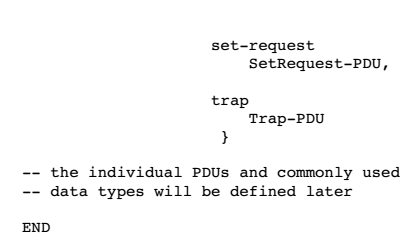 set-request
SetRequest-PDU,
trap
Trap-PDU
}
-- the individual PDUs and commonly used
-- data types will be defined later
END